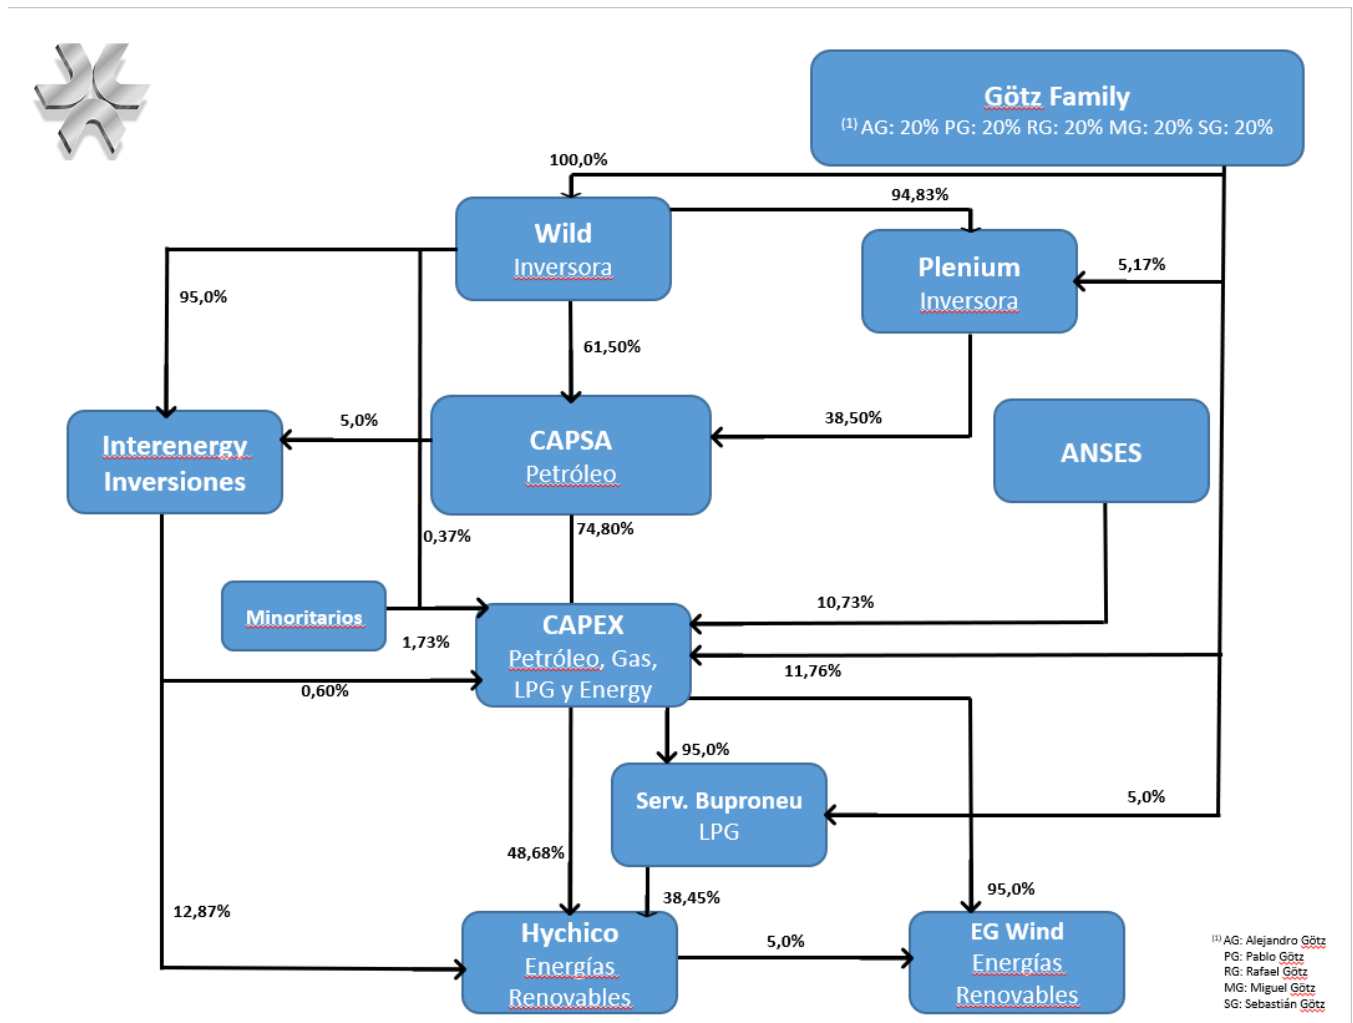 Götz Family
(1) AG: 20% PG: 20% RG: 20% MG: 20% SG: 20%
100,0%
94,83%
Wild
Inversora
Plenium
Inversora
5,17%
95,0%
61,50%
5,0%
38,50%
Interenergy
Inversiones
CAPSA
Petróleo
ANSES
0,37%
74,80%
Minoritarios
1,73%
10,73%
CAPEX
Petróleo, Gas,
LPG y Energy
11,76%
0,60%
95,0%
Serv. Buproneu
LPG
5,0%
48,68%
38,45%
95,0%
12,87%
Hychico
Energías
Renovables
5,0%
EG Wind
Energías
Renovables
(1) AG: Alejandro Götz
PG: Pablo Götz
RG: Rafael Götz
MG: Miguel Götz
SG: Sebastián Götz